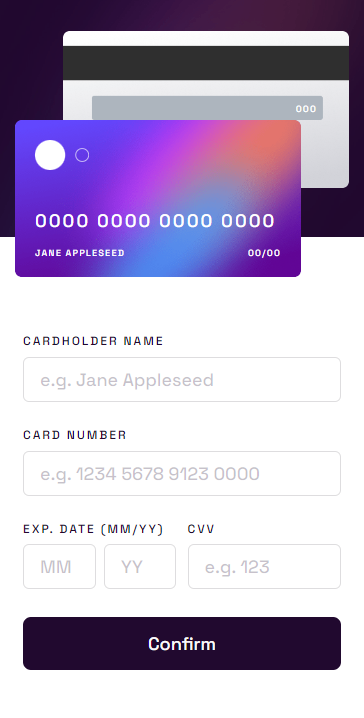 000
0000 0000 0000 0000
JANE APPLESEED 00/00
CARDHOLDER NAME
e.g. Jane Appleseed
CARD NUMBER
e.g. 1234 5678 9123 0000
EXP. DATE (MM/YY) CVV
MM YY e.g. 123
Confirm